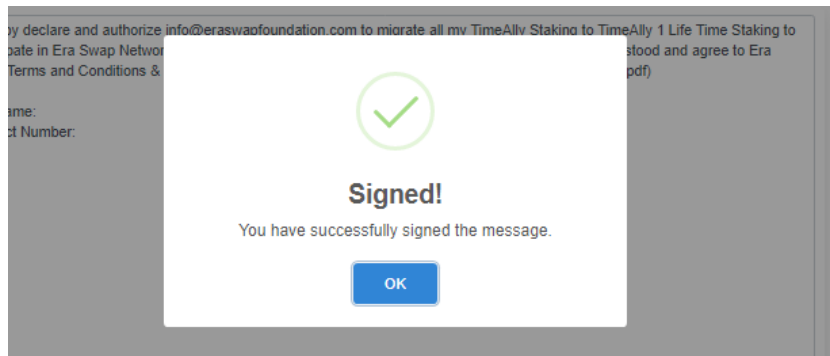 by declare and authorize info@eraswapfoundation.com to migrate all my TimeAlly Staking to TimeAlly 1 Life Time Staking to
pate in Era Swap Networ stood and agree to Era
Terms and Conditions & pdf)
ame:
ct Number:
Signed!
You have successfully signed the message.
OK